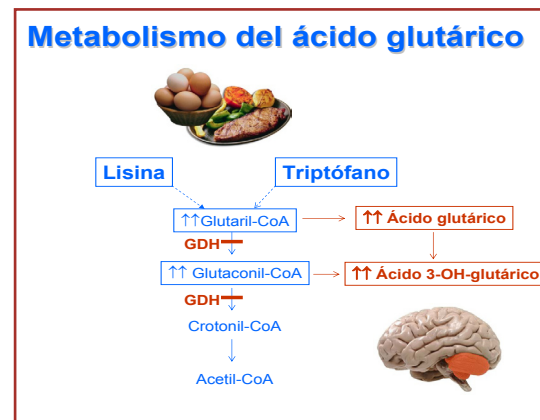 Metabolismo del ácido glutárico
Lisina
Triptófano
↑↑Glutaril-CoA
↑↑ Ácido glutárico
GDH
↑↑ Glutaconil-CoA
↑↑ Ácido 3-OH-glutárico
GDH
Crotonil-CoA
Acetil-CoA